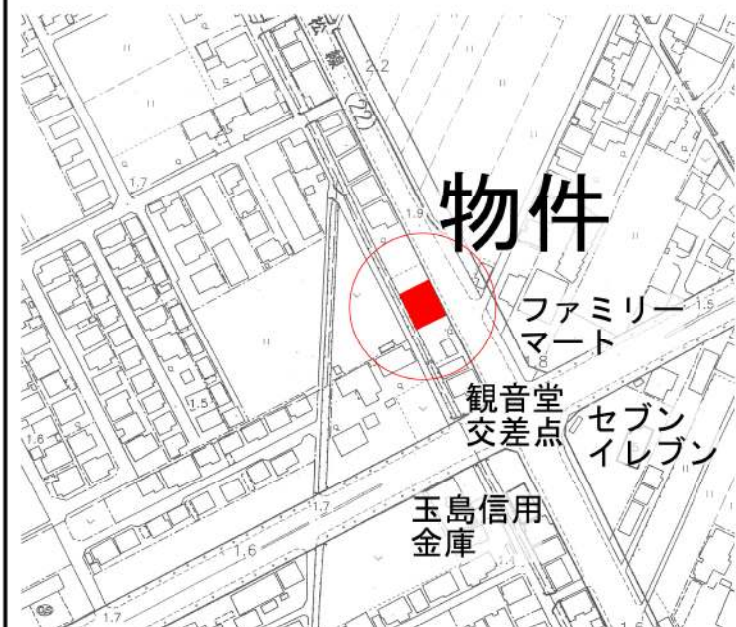 2.2
22
1.7
1.9
物件
1.5
ファミリー
マート
1.8
1.5
観音堂
交差点
セブン
イレブン
1.6
1.7
玉島信用
金庫
1.6
1.7
1.6